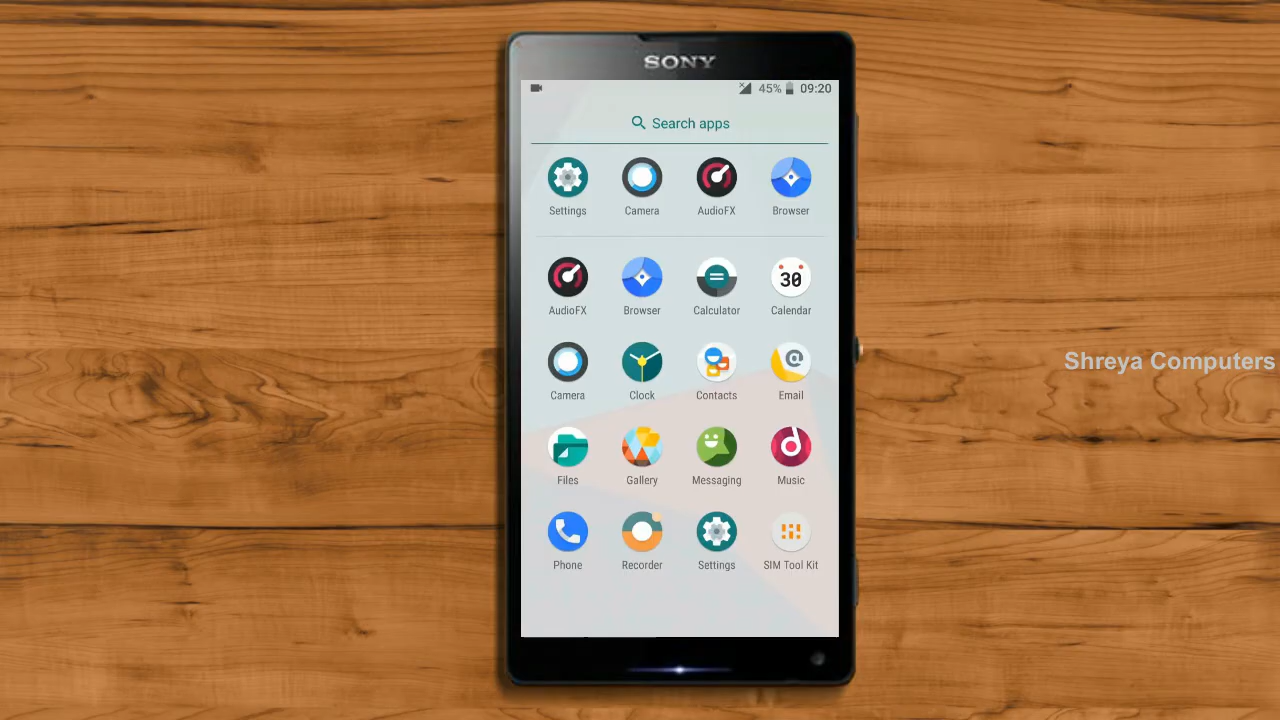 SONY
45% 09:20
Search apps
Settings Camera AudioFX Browser
AudioFX Browser Calculator Calendar
30
Camera Clock Contacts Email
Shreya Computers
Files Gallery Messaging Music
Phone Recorder Settings SIM Tool Kit